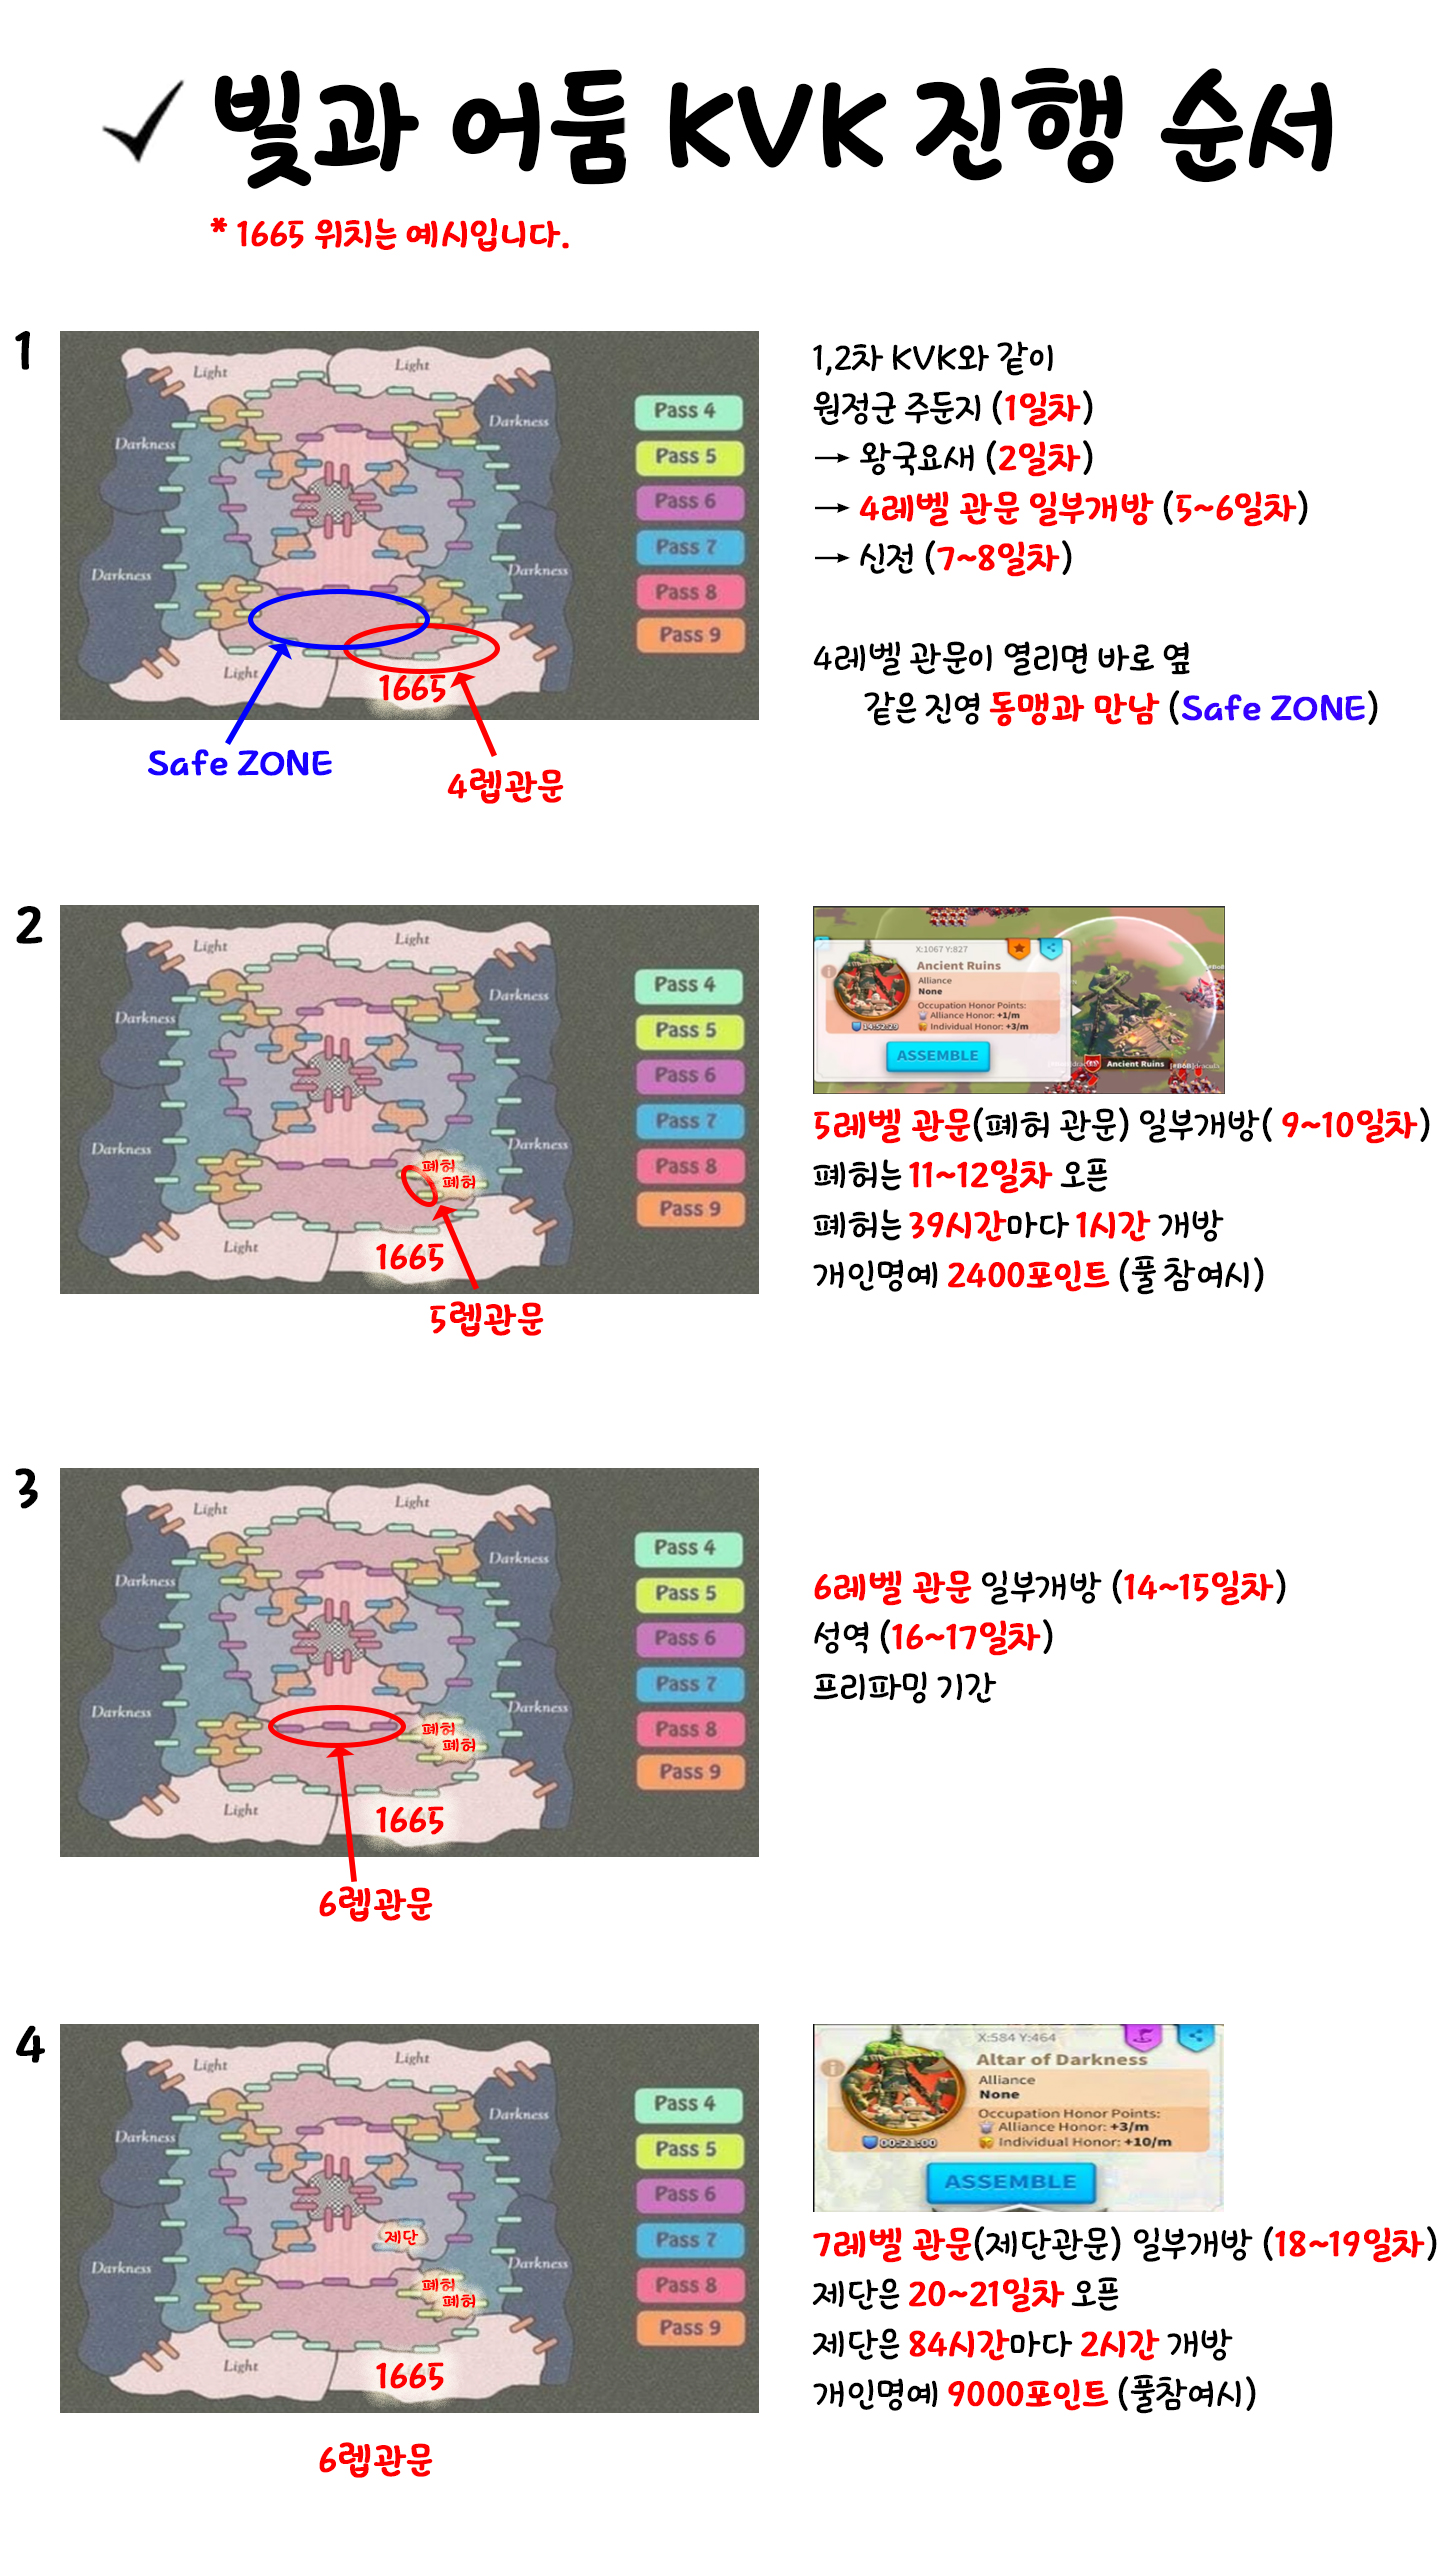 빛과 어둠 KVK 진행 순서
* 1665 위치는 예시입니다.
1
Light
Light
Darkness
Darkness
Darkness
Darkness
Light
1665
Pass 4
Pass 5
Pass 6
Pass 7
Pass 8
Pass 9
Safe ZONE
4렙관문
1,2차 KVK와 같이
원정군 주둔지 (1일차)
→ 왕국요새 (2일차)
→ 4레벨 관문 일부개방 (5~6일차)
→ 신전 (7~8일차)
4레벨 관문이 열리면 바로 옆
같은 진영 동맹과 만남 (Safe ZONE)
2
Light
Light
Darkness
Darkness
Darkness
Darkness
폐허
폐허
Light
1665
Pass 4
Pass 5
Pass 6
Pass 7
Pass 8
Pass 9
5렙관문
X:1067 Y:827
Ancient Ruins
Alliance
None
Occupation Honor Points:
Alliance Honor: +1/m
Individual Honor: +3/m
14:52:29
ASSEMBLE
Ancient Ruins
5레벨 관문(폐허 관문) 일부개방( 9~10일차)
폐허는 11~12일차 오픈
폐허는 39시간마다 1시간 개방
개인명예 2400포인트 (풀 참여시)
3
Light
Light
Darkness
Darkness
Darkness
Darkness
폐허
폐허
Light
1665
Pass 4
Pass 5
Pass 6
Pass 7
Pass 8
Pass 9
6렙관문
6레벨 관문 일부개방 (14~15일차)
성역 (16~17일차)
프리파밍 기간
4
Light
Light
Darkness
Darkness
제단
Darkness
Darkness
폐허
폐허
Light
1665
Pass 4
Pass 5
Pass 6
Pass 7
Pass 8
Pass 9
6렙관문
X:584 Y:464
Altar of Darkness
Alliance
None
Occupation Honor Points:
Alliance Honor: +3/m
Individual Honor: +10/m
00:21:00
ASSEMBLE
7레벨 관문(제단관문) 일부개방 (18~19일차)
제단은 20~21일차 오픈
제단은 84시간마다 2시간 개방
개인명예 9000포인트 (풀참여시)